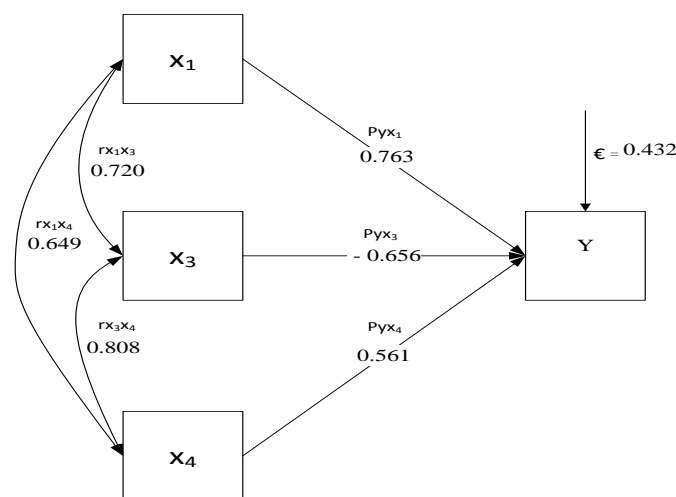 x₁
Pyx₁
0.763
€ = 0.432
rx₁x₃
0.720
rx₁x₄
0.649
x₃
Pyx₃
- 0.656
Y
rx₃x₄
0.808
Pyx₄
0.561
x₄